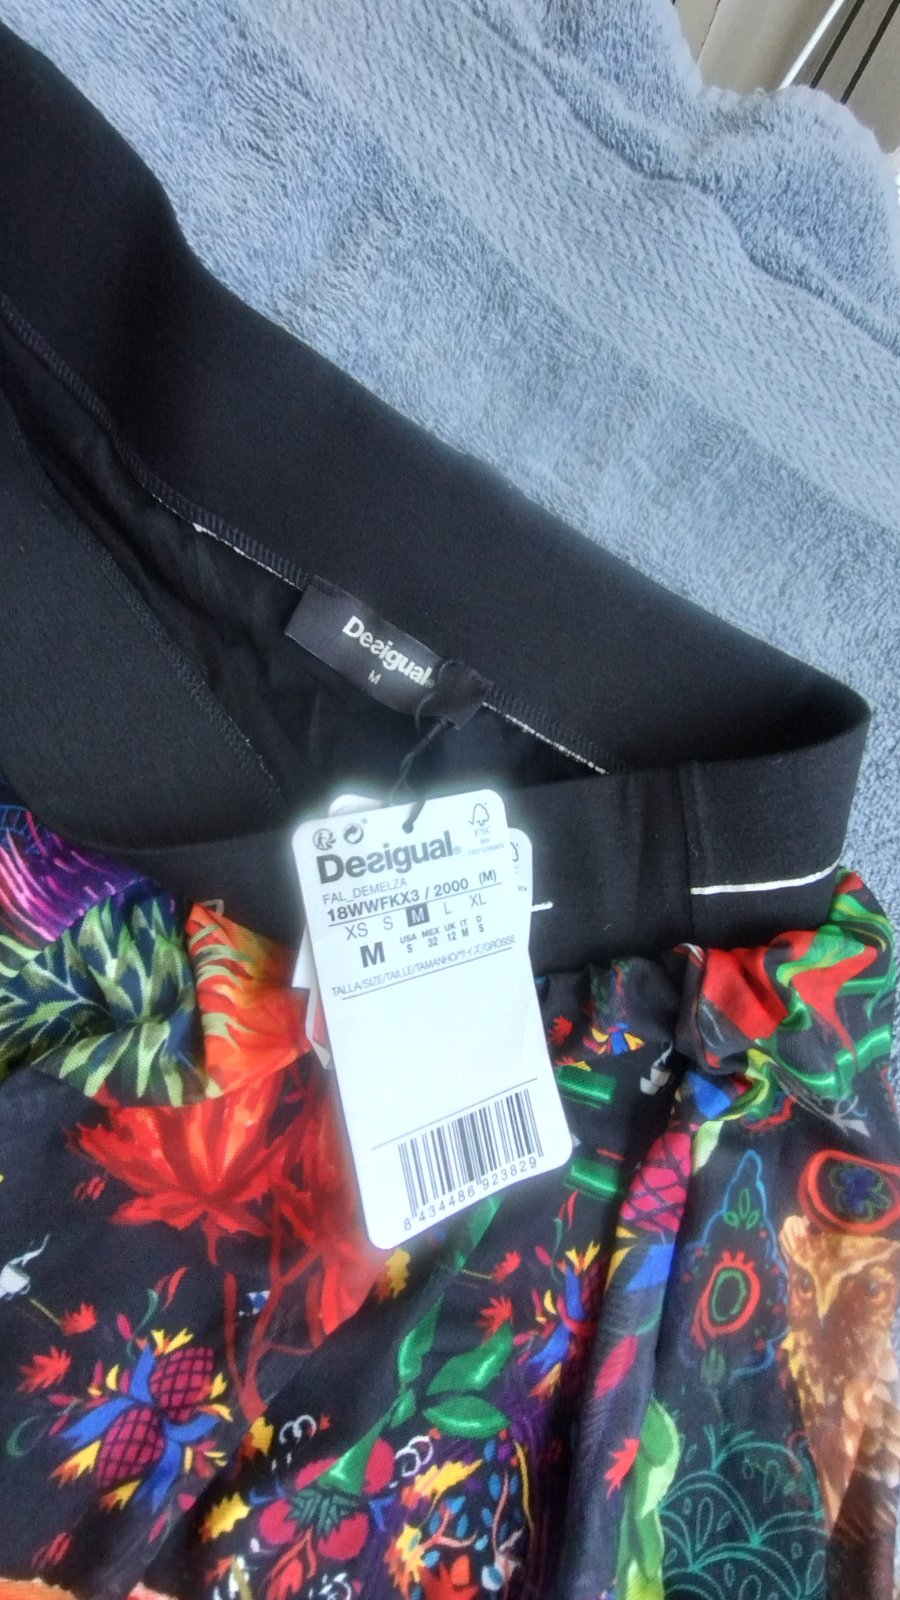 Desigual
M
FSC
Desigual
FAL_DEMELZA
18WWFKX3 / 2000 (M)
XS S M L XL
M USA MEX UK IT D
S 32 12 M S
TALLA/SIZE/TAILLE/TAMANHO/サイズ/GRÖSSE
8 434486 923829